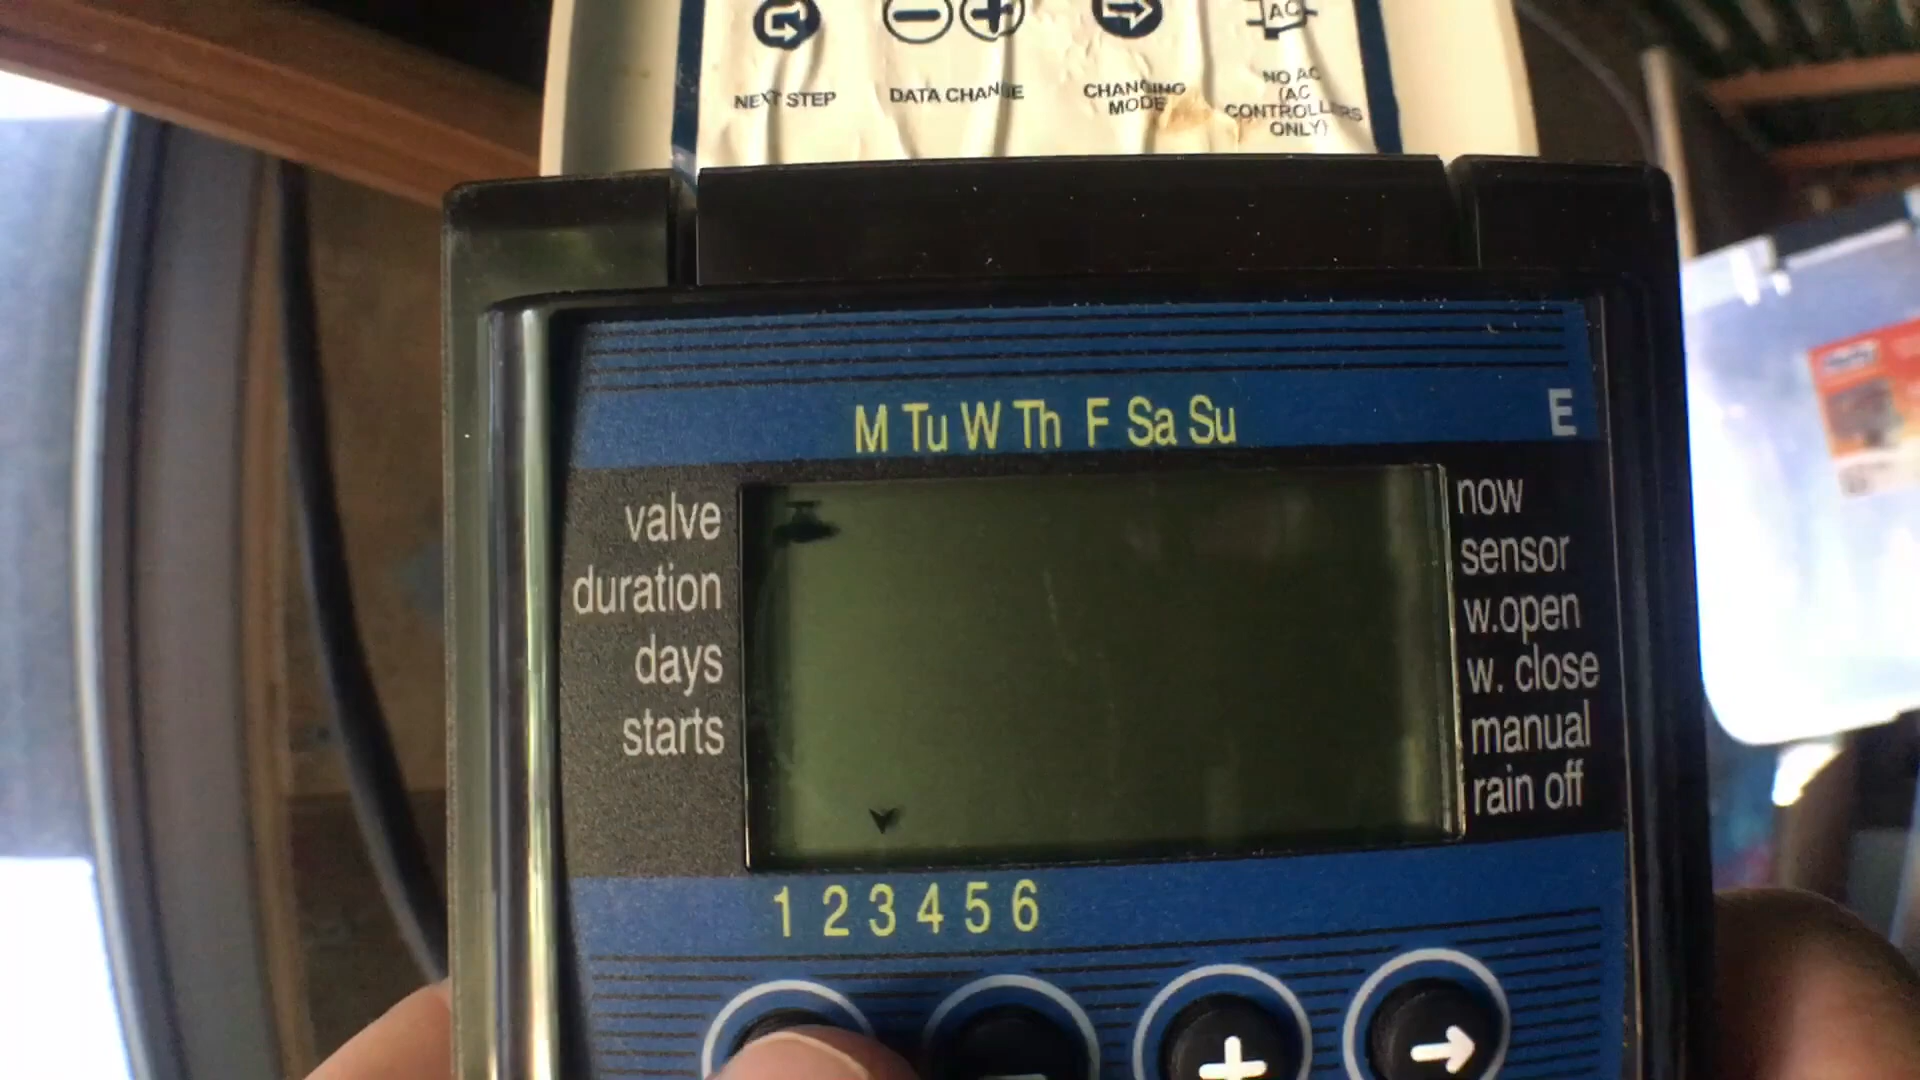 NEXT STEP
DATA CHANGE
CHANGING
MODE
AC
NO AC
(AC
CONTROLLERS
ONLY)
M Tu W Th F Sa Su
E
valve
duration
days
starts
now
sensor
w.open
w. close
manual
rain off
1 2 3 4 5 6